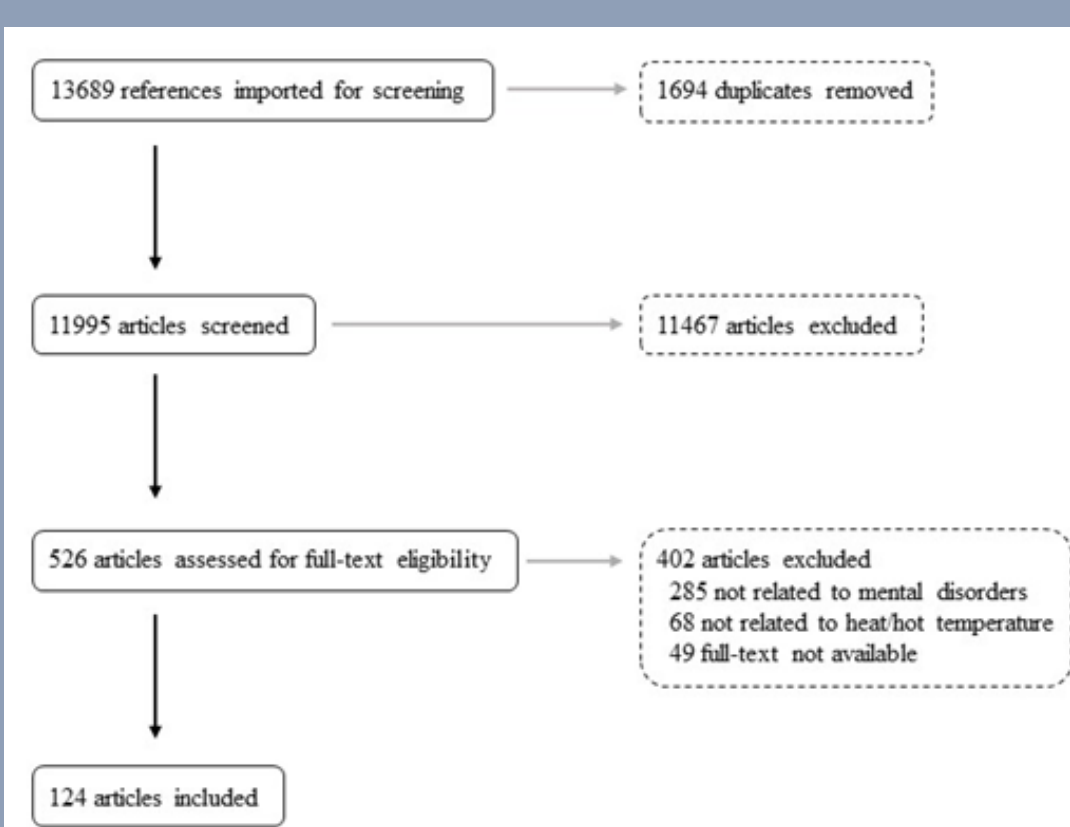 13689 references imported for screening
1694 duplicates removed
11995 articles screened
11467 articles excluded
526 articles assessed for full-text eligibility
402 articles excluded
285 not related to mental disorders
68 not related to heat/hot temperature
49 full-text not available
124 articles included